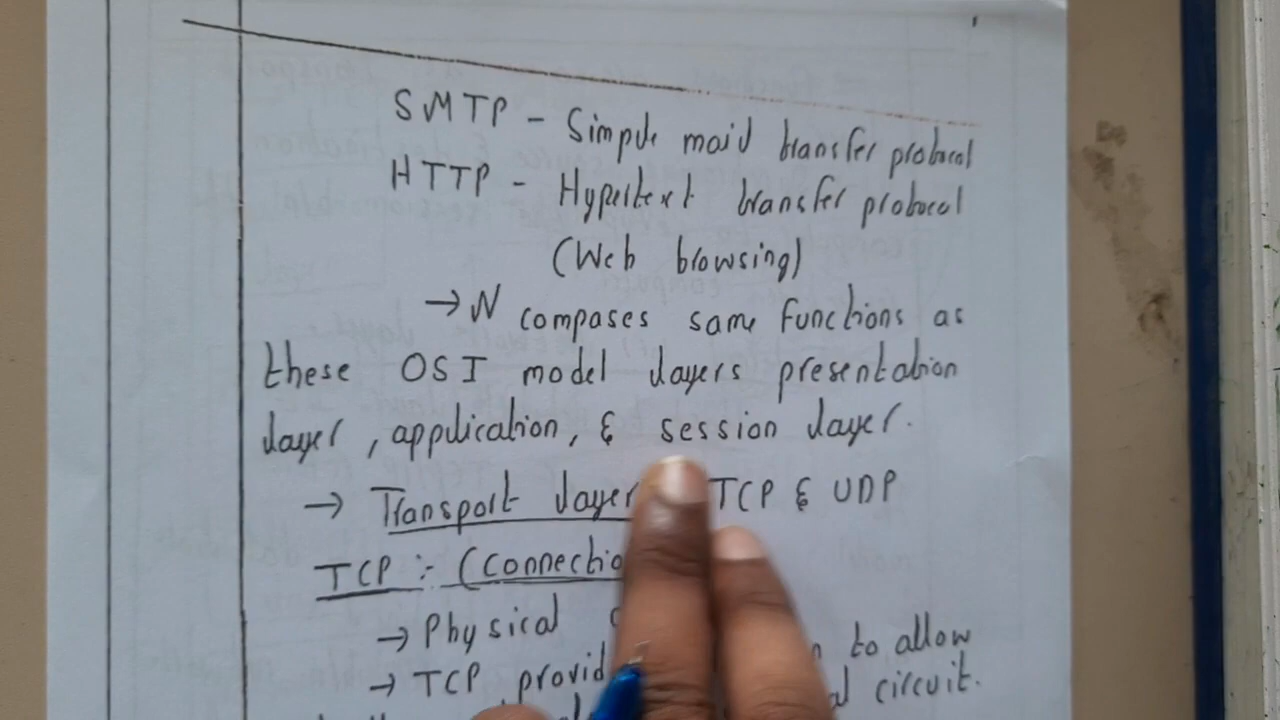 SMTP - Simple mail transfer protocol
HTTP - Hypertext transfer protocol
(Web browsing)
→ N compases same functions as
these OSI model layers presentation
layer, application, & session layer.
→ Transport layer TCP & UDP
TCP :- (connectio
→ Physical
→ TCP provid to allow
circuit.